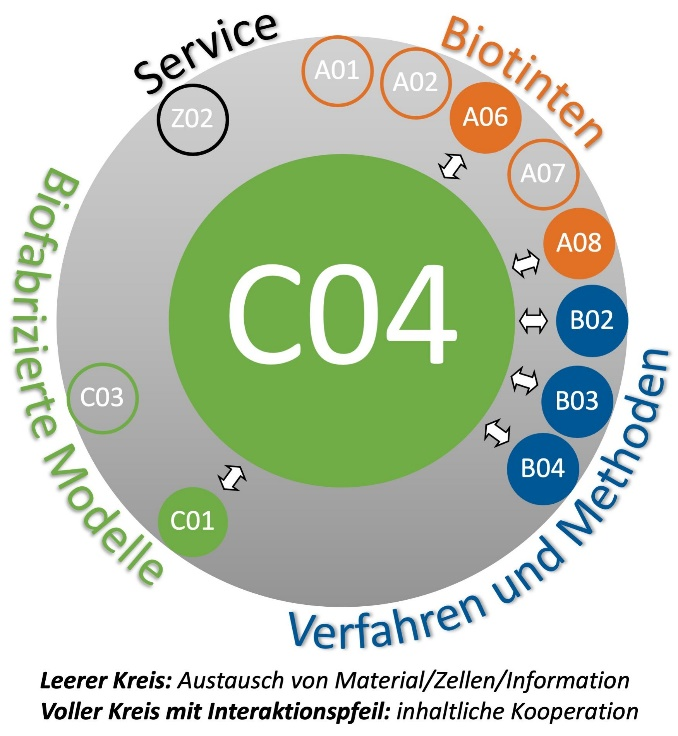 Service
Biotinten
A01
A02
A06
A07
A08
Z02
C04
B02
B03
B04
C03
C01
Biofabrizierte Modelle
Verfahren und Methoden
Leerer Kreis: Austausch von Material/Zellen/Information
Voller Kreis mit Interaktionspfeil: inhaltliche Kooperation